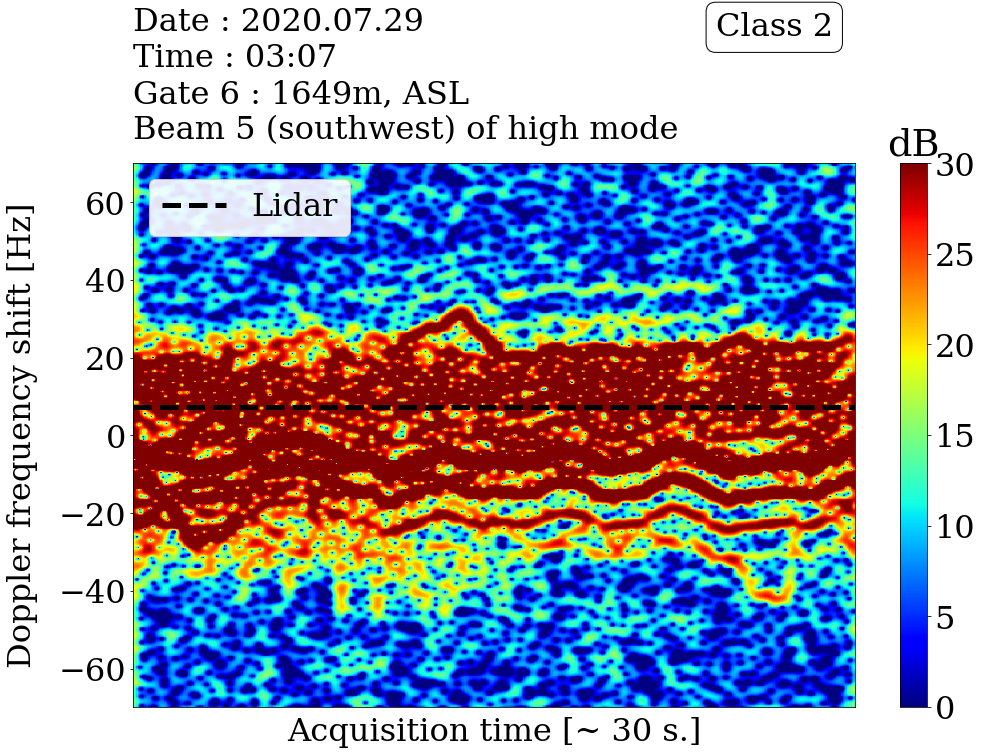 Date : 2020.07.29
Time : 03:07
Gate 6 : 1649m, ASL
Beam 5 (southwest) of high mode
Class 2
dB
Lidar
Doppler frequency shift [Hz]
60
40
20
0
−20
−40
−60
30
25
20
15
10
5
0
Acquisition time [~ 30 s.]